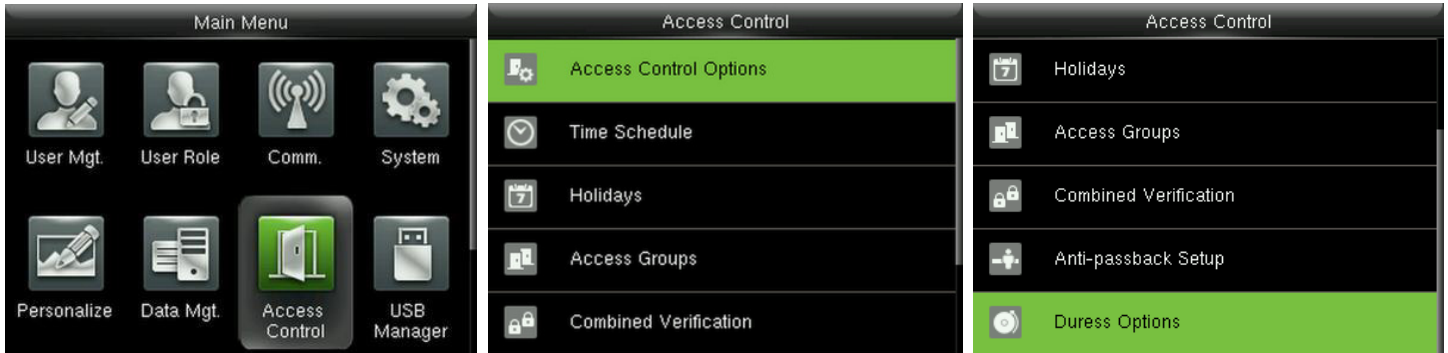 Main Menu
User Mgt.
User Role
Comm.
System
Personalize
Data Mgt.
Access
Control
USB
Manager
Access Control
Access Control Options
Time Schedule
7
Holidays
Access Groups
Combined Verification
Access Control
7
Holidays
Access Groups
Combined Verification
Anti-passback Setup
Duress Options